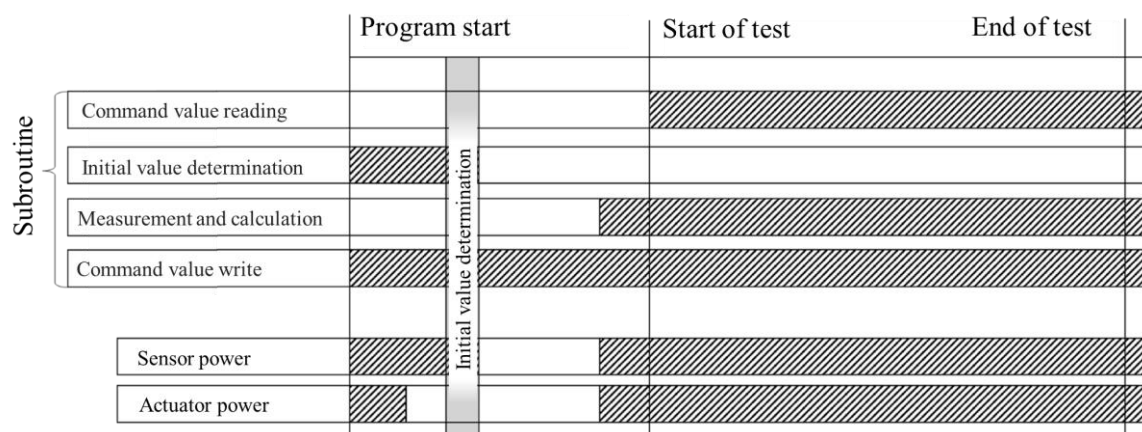 Program start
Start of test
End of test
Subroutine
Command value reading
Initial value determination
Measurement and calculation
Command value write
Initial value determination
Sensor power
Actuator power